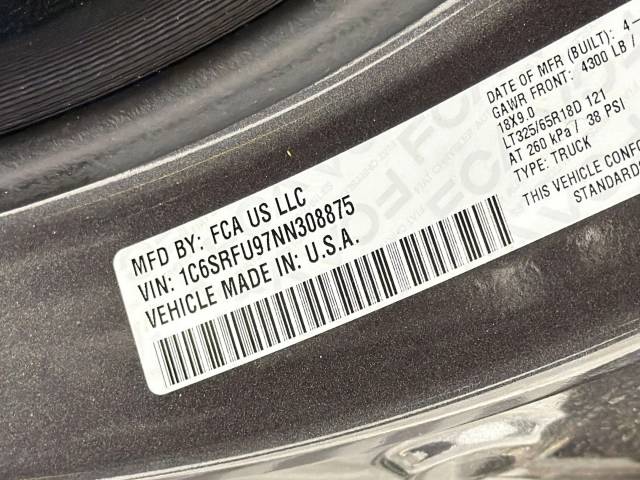 MFD BY: FCA US LLC
VIN: 1C6SRFU97NN308875
VEHICLE MADE IN: U.S.A.
DATE OF MFR (BUILT): 4-
GAWR FRONT: 4300 LB /
18X9.0
LT325/65R18D 121
AT 260 kPa / 38 PSI
TYPE: TRUCK
THIS VEHICLE CONFO
STANDARDS